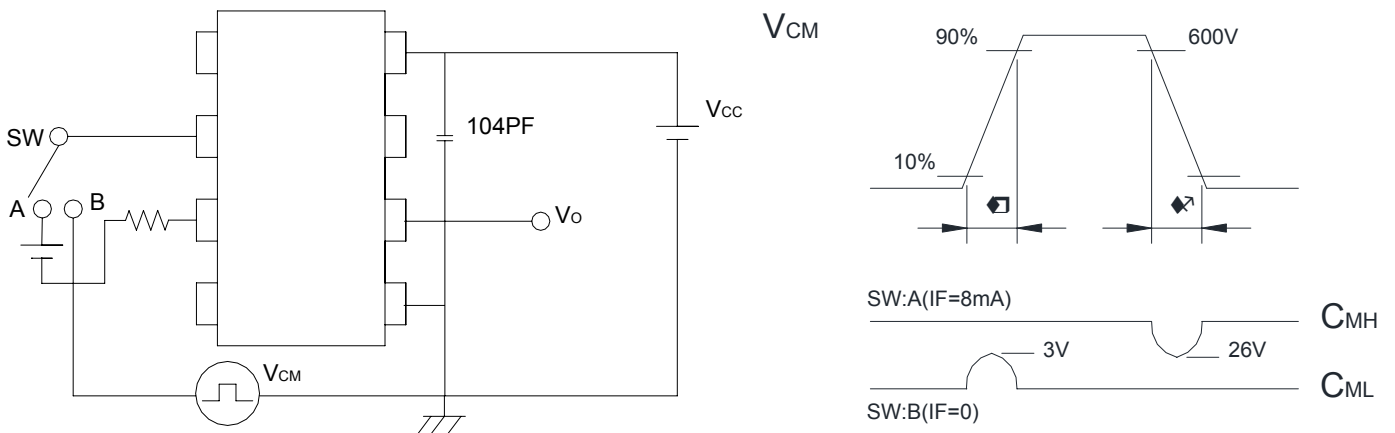 SW
A
B
104PF
VCC
VO
VCM
VCM
90%
600V
10%
SW:A(IF=8mA)
CMH
3V
26V
CML
SW:B(IF=0)